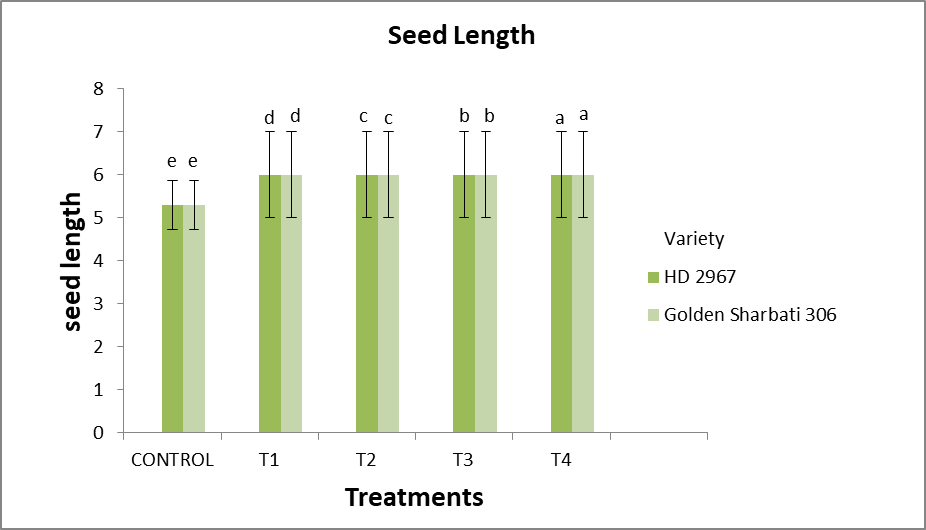 Seed Length
seed length
8
7
6
5
4
3
2
1
0
e e
d d
c c
b b
a a
CONTROL T1 T2 T3 T4
Treatments
Variety
HD 2967
Golden Sharbati 306